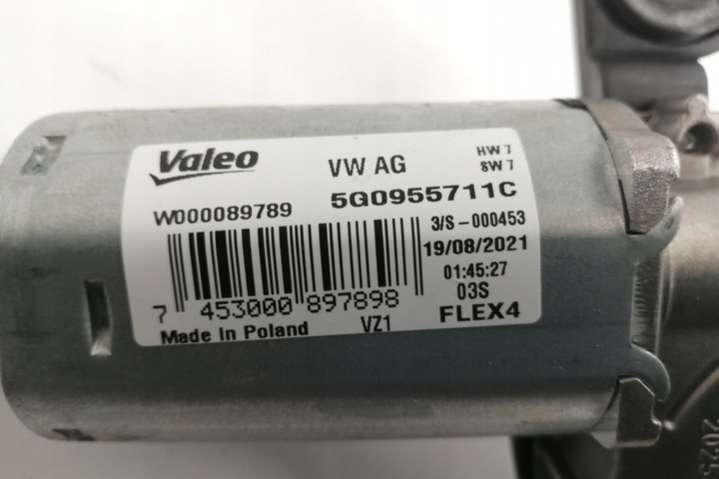 Valeo
VW AG
HW 7
SW 7
W000089789
5G0955711C
3/S-000453
19/08/2021
01:45:27
03S
7 453000 897898
FLEX4
Made in Poland
VZ1
2025